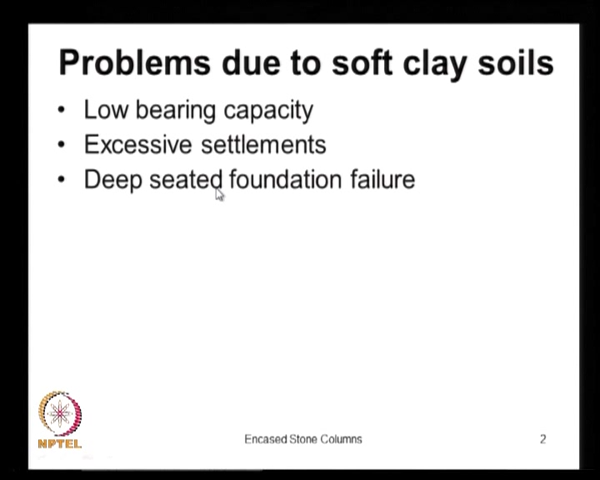 Problems due to soft clay soils
• Low bearing capacity
• Excessive settlements
• Deep seated foundation failure
NPTEL
Encased Stone Columns
2